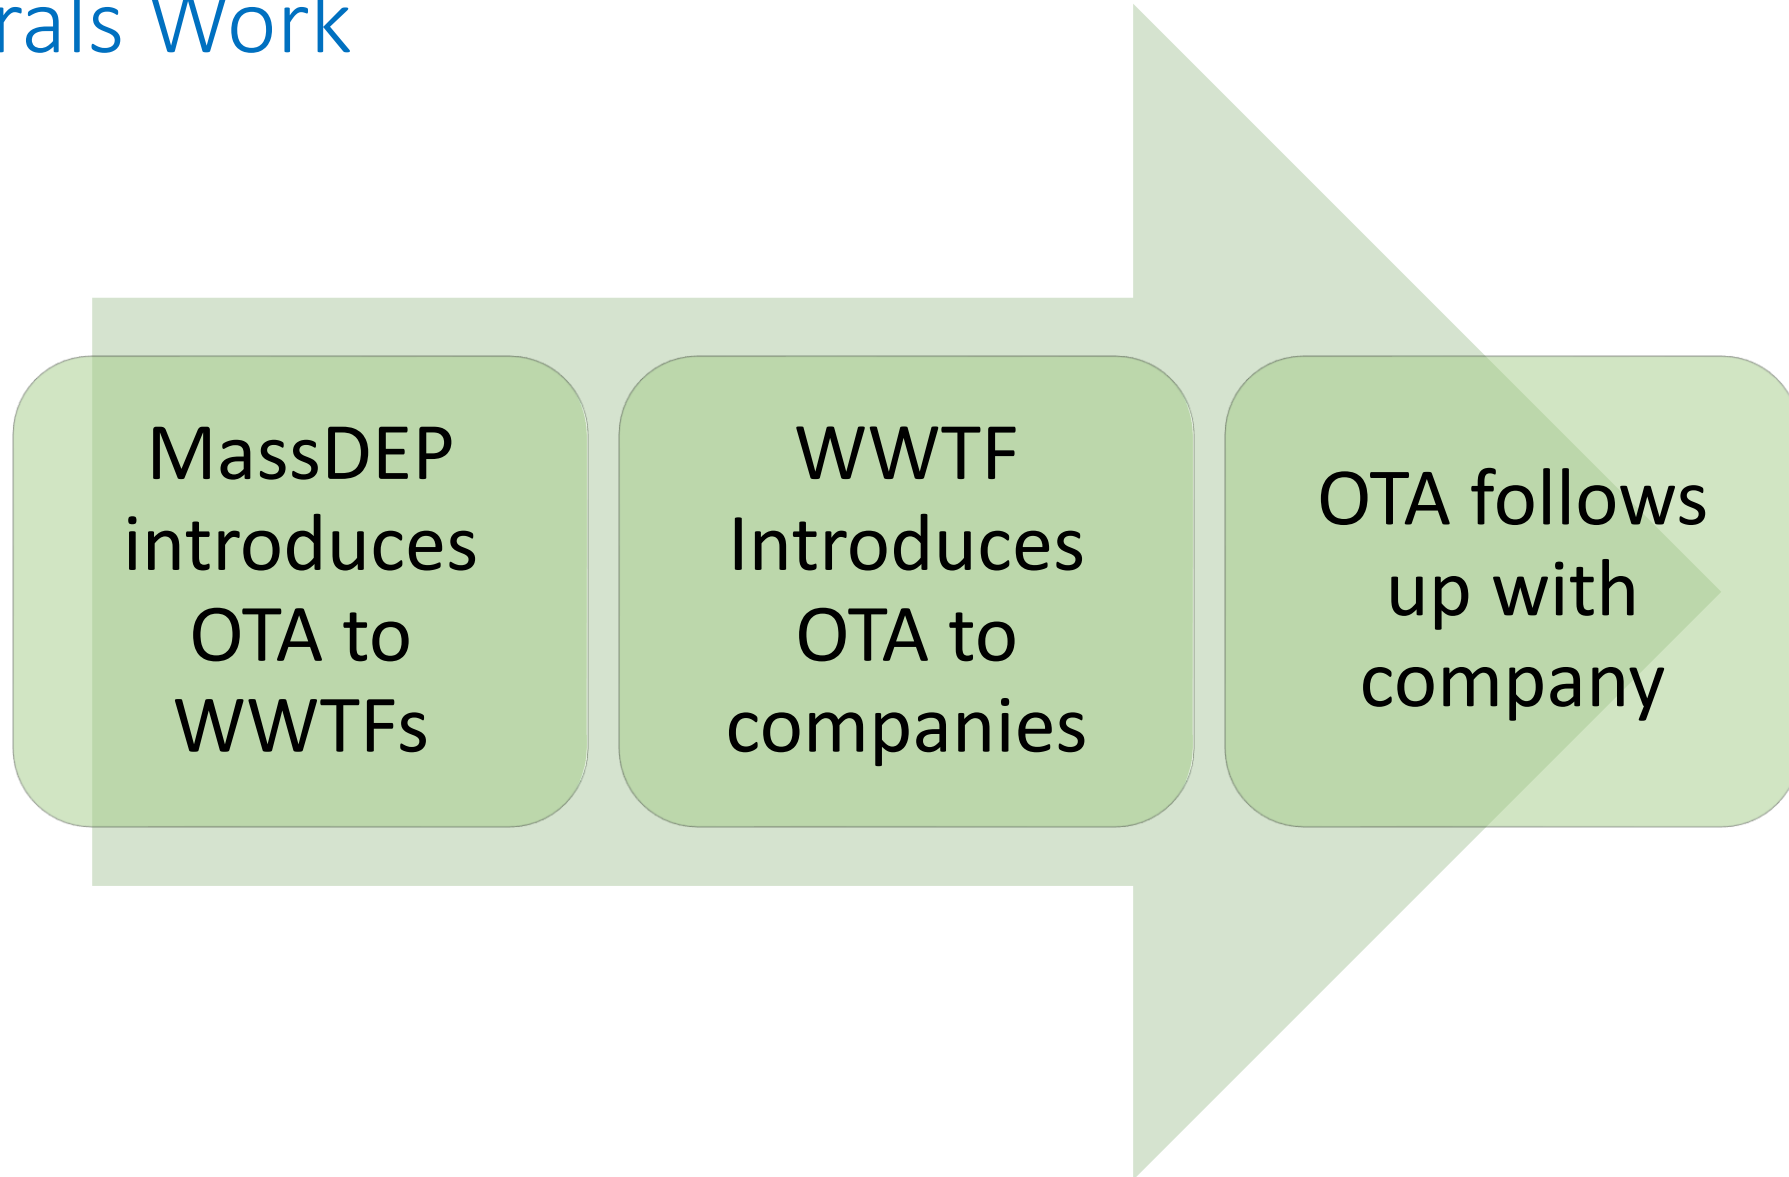 rals Work
MassDEP
introduces
OTA to
WWTFs
WWTF
Introduces
OTA to
companies
OTA follows
up with
company